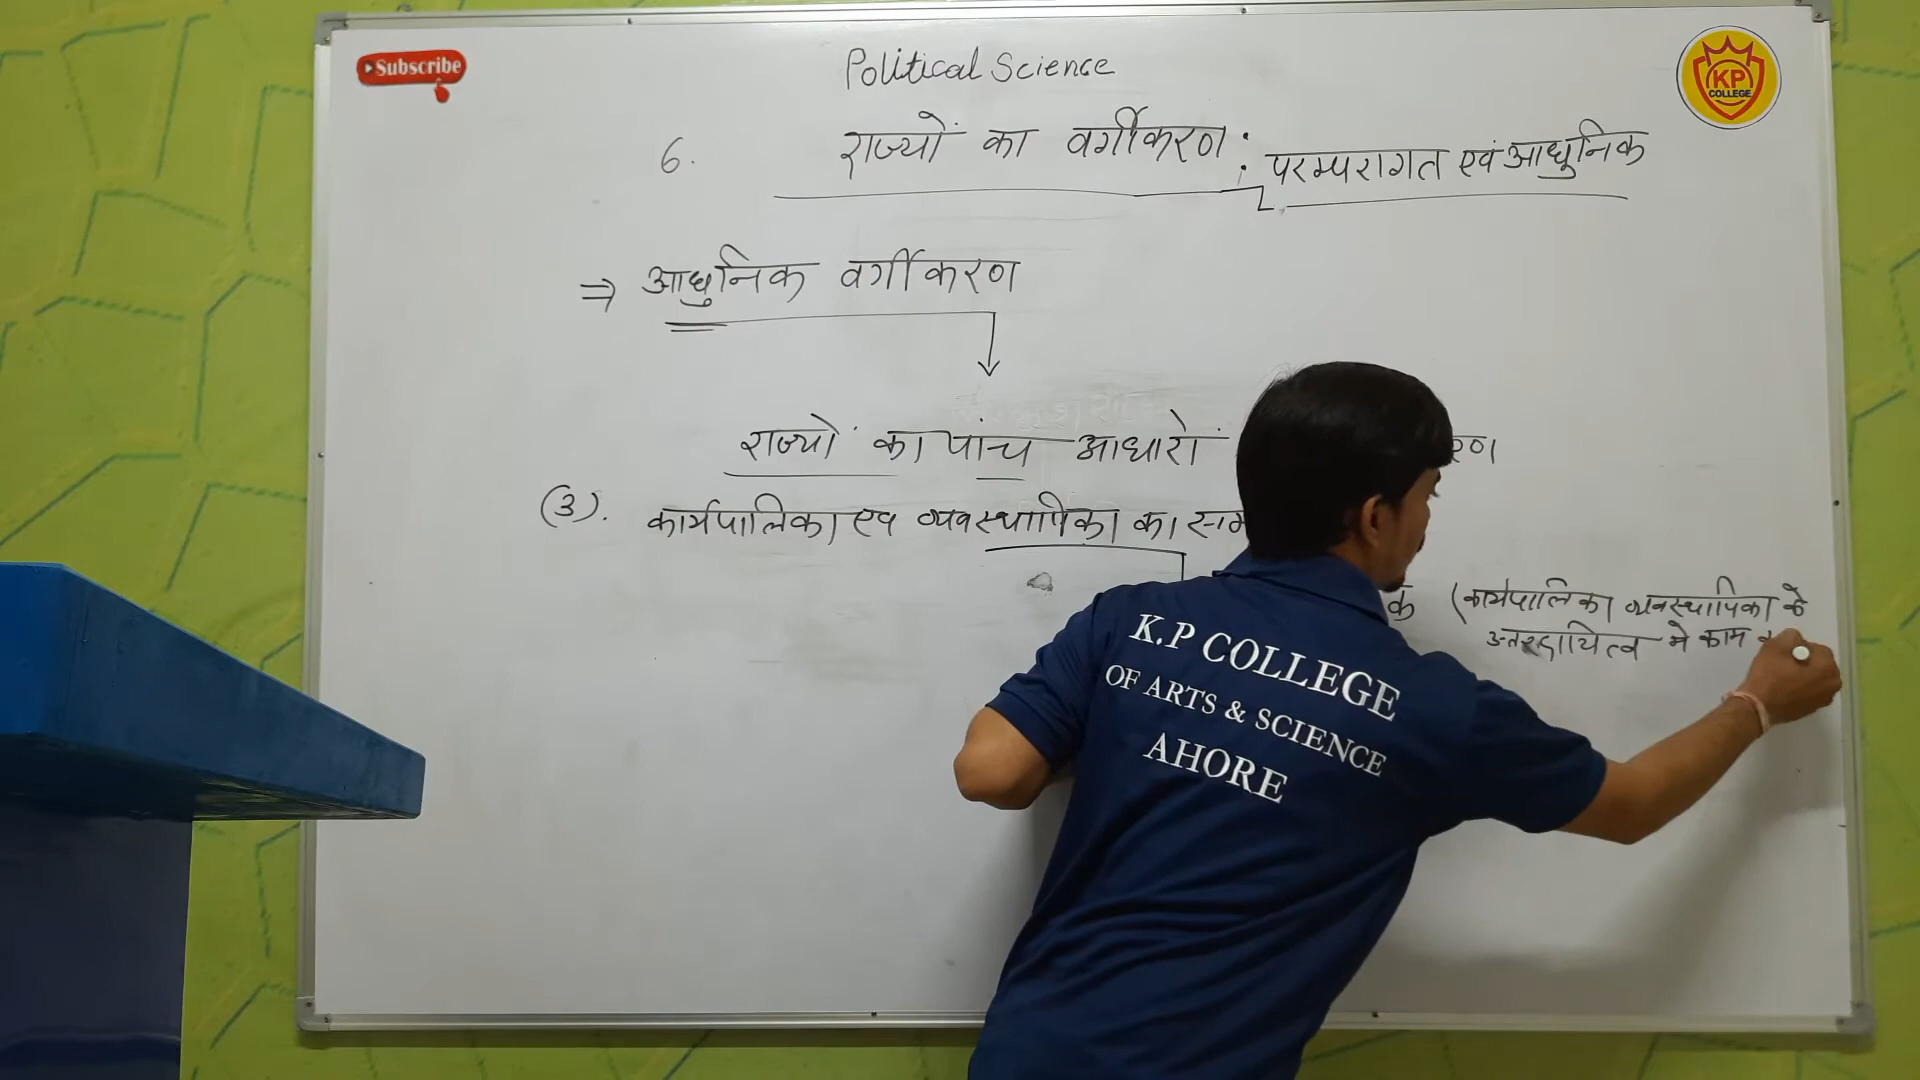 Subscribe
Political Science
KP
COLLEGE
6. राज्यों का वर्गीकरण : परम्परागत एवं आधुनिक
⇒ आधुनिक वर्गीकरण
राज्यों का पांच आधारों
(3). कार्यपालिका एवं व्यवस्थापिका का
(कार्यपालिका व्यवस्थापिका के
उत्तरदायित्व मे काम
K.P COLLEGE
OF ARTS & SCIENCE
AHORE